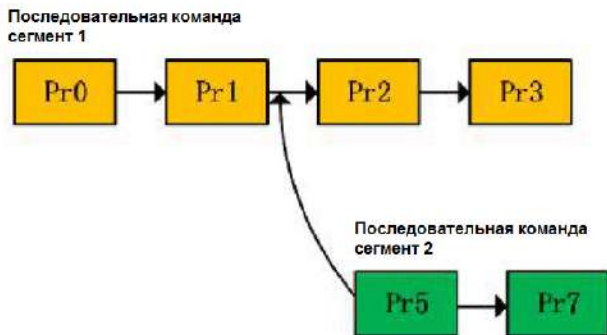 Последовательная команда
сегмент 1
Pr0
Pr1
Pr2
Pr3
Последовательная команда
сегмент 2
Pr5
Pr7